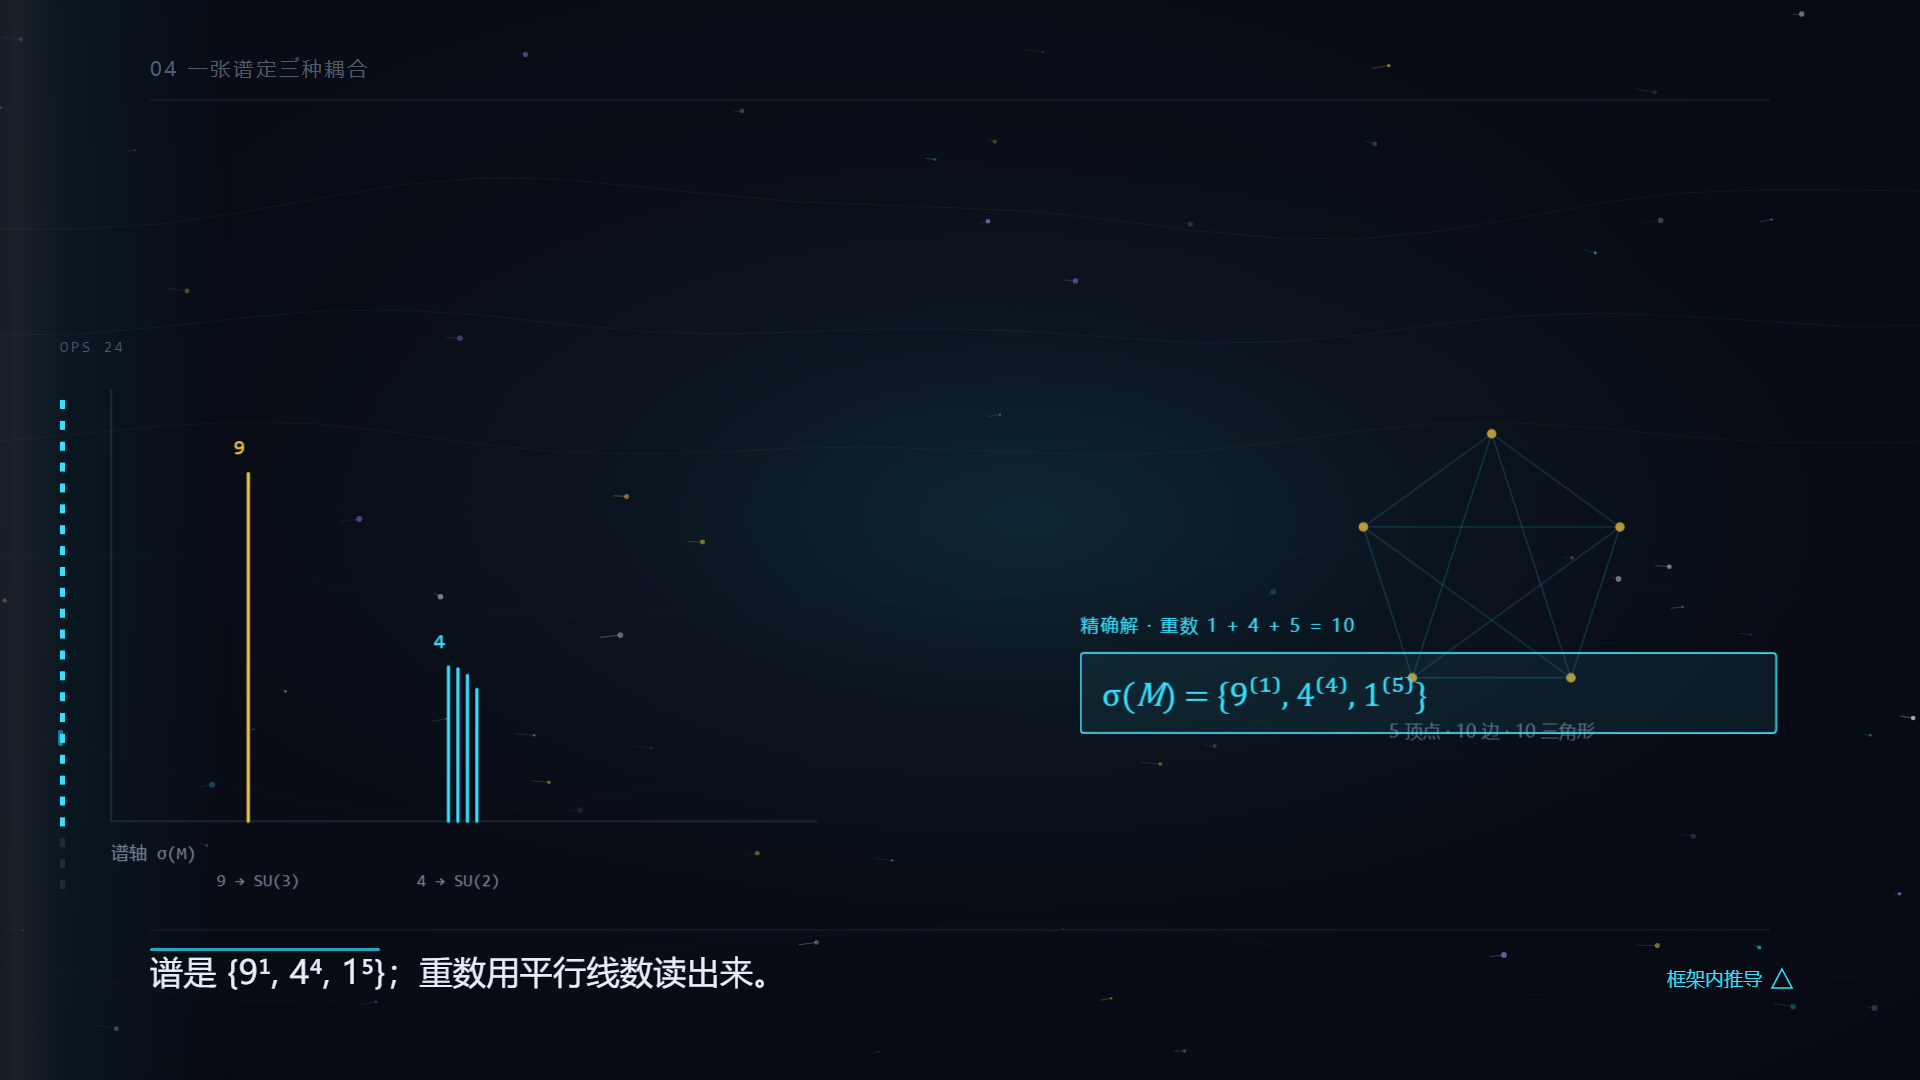 04 一张谱定三种耦合
OPS 24
9
4
精确解 · 重数 1 + 4 + 5 = 10
σ(M) = {9⁽¹⁾, 4⁽⁴⁾, 1⁽⁵⁾}
5 顶点 · 10 边 · 10 三角形
谱轴 σ(M)
9 → SU(3)
4 → SU(2)
谱是 {9¹, 4⁴, 1⁵}；重数用平行线数读出来。
框架内推导 △